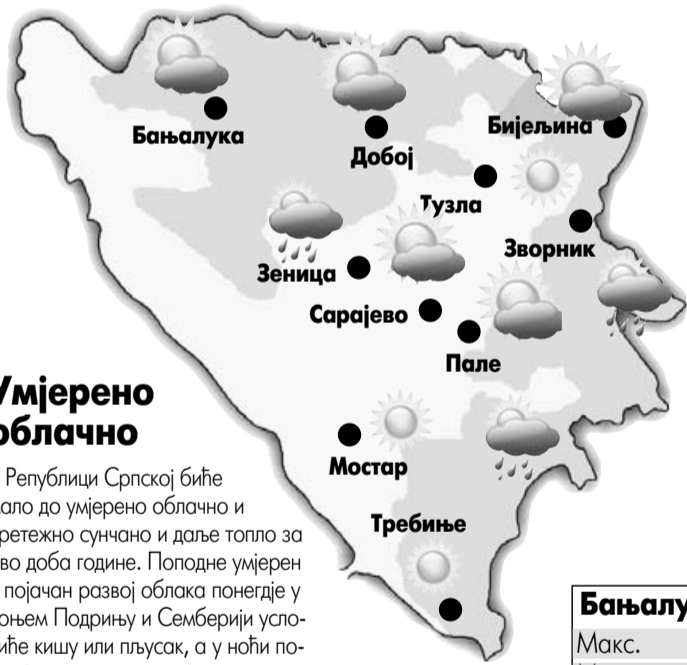 Бањалука
Добој
Бијељина
Тузла
Зворник
Зеница
Сарајево
Пале
Мостар
Требиње
Умјерено
облачно
Републици Српској биће
мало до умјерено облачно и
претежно сунчано и даље топло за
ово доба године. Поподне умјерен
појачан развој облака понегдје у
Доњем Подрињу и Семберији усло-
виће кишу или пљусак, а у ноћи по-
Бањалу
Макс.